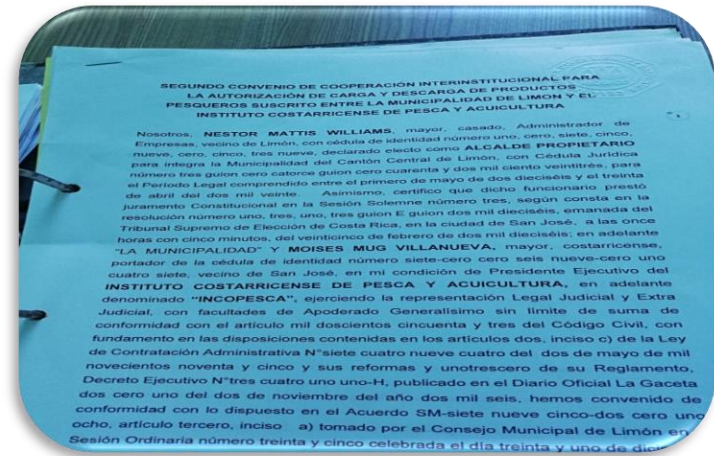 SEGUNDO CONVENIO DE COOPERACIÓN INTERINSTITUCIONAL PARA
LA AUTORIZACIÓN DE CARGA Y DESCARGA DE PRODUCTOS
PESQUEROS SUSCRITO ENTRE LA MUNICIPALIDAD DE LIMON Y EL
INSTITUTO COSTARRICENSE DE PESCA Y ACUICULTURA
Nosotros, NESTOR MATTIS WILLIAMS, mayor, casado, Administrador de
Empresas, vecino de Limón, con cédula de identidad número uno, cero, siete, cinco,
nueve, cero, cinco, tres nueve, declarado electo como ALCALDE PROPIETARIO
para integra la Municipalidad del Cantón Central de Limón, con Cédula Jurídica
número tres guion cero catorce guion cero cuarenta y dos mil ciento veintitrés, para
el Período Legal comprendido entre el primero de mayo de dos dieciséis y el treinta
de abril del dos mil veinte. Asimismo, certifico que dicho funcionario prestó
juramento Constitucional en la Sesión Solemne número tres, según consta en la
resolución número uno, tres, uno, tres guion E guion dos mil dieciséis, emanada del
Tribunal Supremo de Elección de Costa Rica, en la ciudad de San José, a las once
horas con cinco minutos, del veinticinco de febrero de dos mil dieciséis; en adelante
"LA MUNICIPALIDAD" Y MOISES MUG VILLANUEVA, mayor, costarricense,
portador de la cédula de identidad número siete-cero cero seis nueve-cero uno
cuatro siete, vecino de San José, en mi condición de Presidente Ejecutivo del
INSTITUTO COSTARRICENSE DE PESCA Y ACUICULTURA, en adelante
denominado "INCOPESCA", ejerciendo la representación Legal Judicial y Extra
Judicial, con facultades de Apoderado Generalísimo sin límite de suma de
conformidad con el artículo mil doscientos cincuenta y tres del Código Civil, con
fundamento en las disposiciones contenidas en los artículos dos, inciso c) de la Ley
de Contratación Administrativa N°siete cuatro nueve cuatro del dos de mayo de mil
novecientos noventa y cinco y sus reformas y unotrescero de su Reglamento,
Decreto Ejecutivo N°tres cuatro uno uno-H, publicado en el Diario Oficial La Gaceta
dos cero uno del dos de noviembre del año dos mil seis, hemos convenido de
conformidad con lo dispuesto en el Acuerdo SM-siete nueve cinco-dos cero uno
ocho, artículo tercero, inciso a) tomado por el Consejo Municipal de Limón en
Sesión Ordinaria número treinta y cinco celebrada el día treinta y uno de